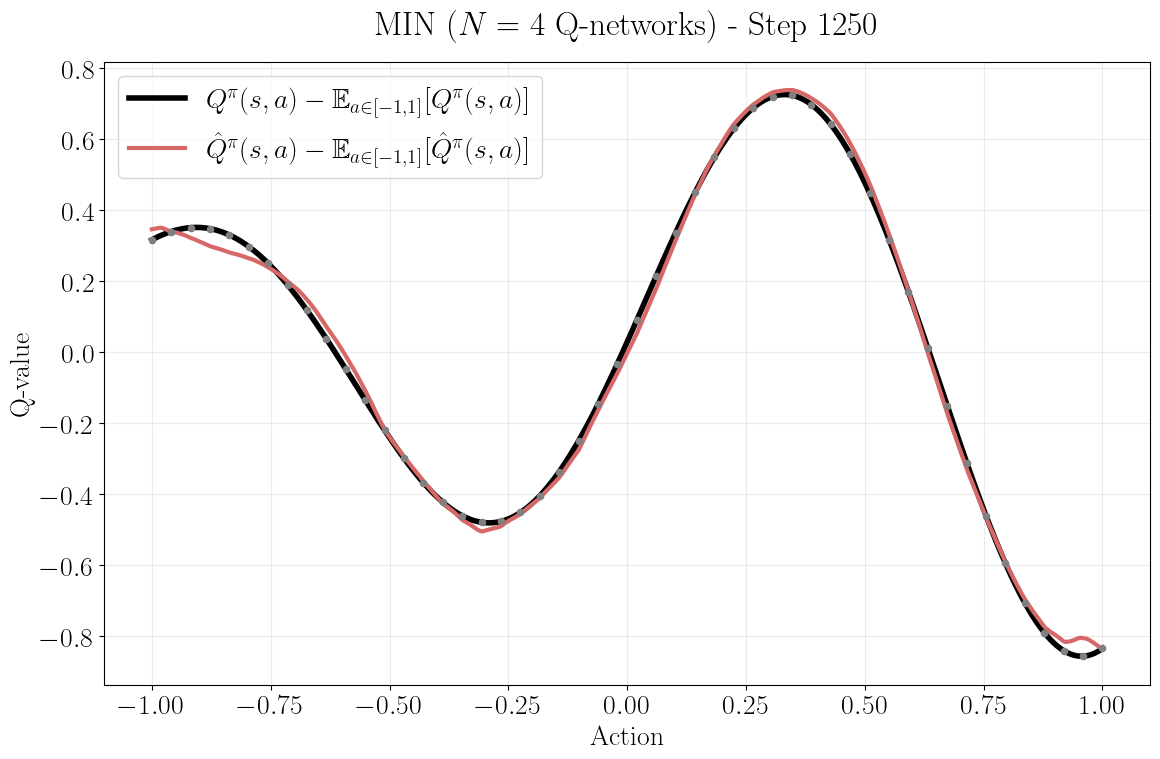 MIN (N = 4 Q-networks) - Step 1250
Q^π(s, a) − 𝔼_{a∈[−1,1]}[Q^π(s, a)]
Q̂^π(s, a) − 𝔼_{a∈[−1,1]}[Q̂^π(s, a)]
0.8
0.6
0.4
0.2
0.0
−0.2
−0.4
−0.6
−0.8
Q-value
−1.00 −0.75 −0.50 −0.25 0.00 0.25 0.50 0.75 1.00
Action